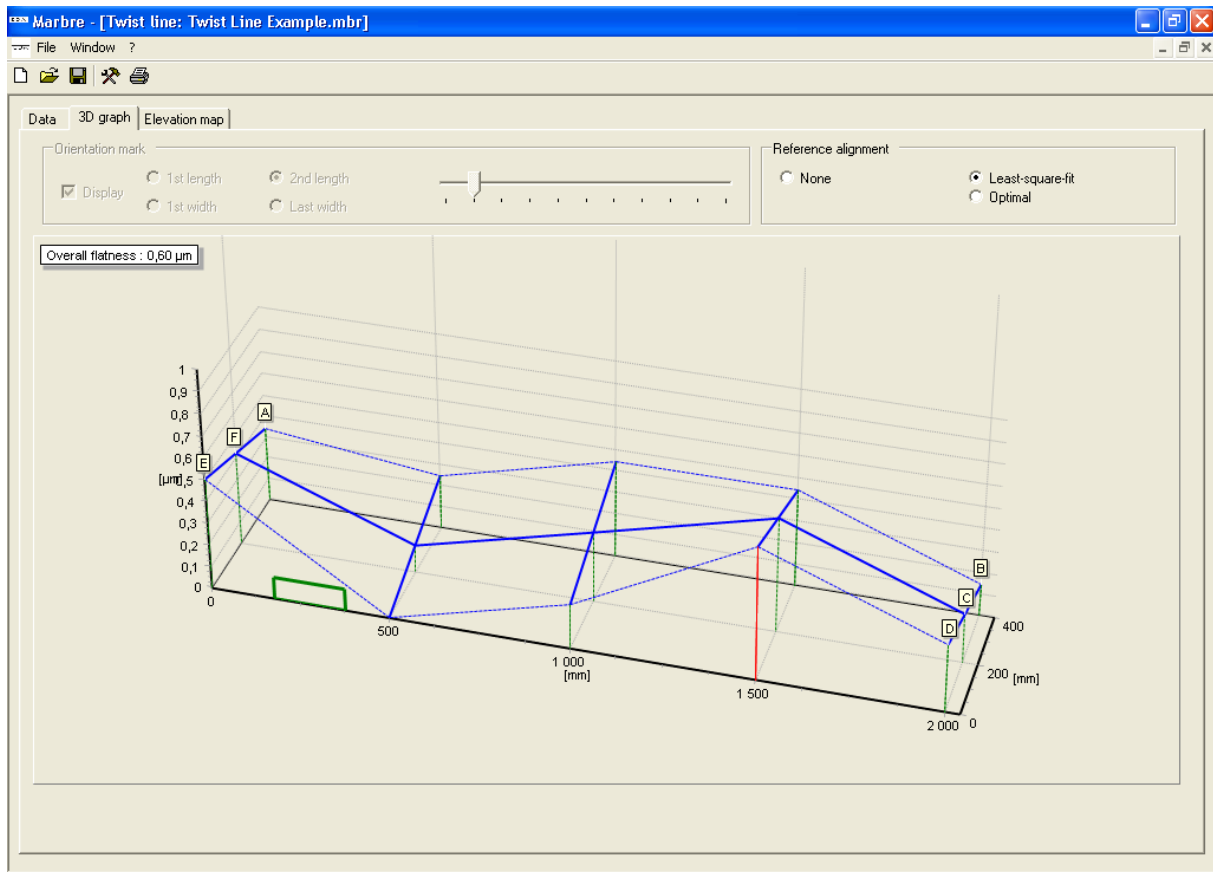 Marbre - [Twist line: Twist Line Example.mbr]
File Window ?
Data 3D graph Elevation map
Orientation mark
Display
1st length
2nd length
1st width
Last width
Reference alignment
None
Least-square-fit
Optimal
Overall flatness : 0,60 µm
1
0,9
0,8
0,7
0,6
[µm]
0,5
0,4
0,3
0,2
0,1
0
A
F
E
B
C
D
0
500
1 000
[mm]
1 500
2 000
0
200
[mm]
400